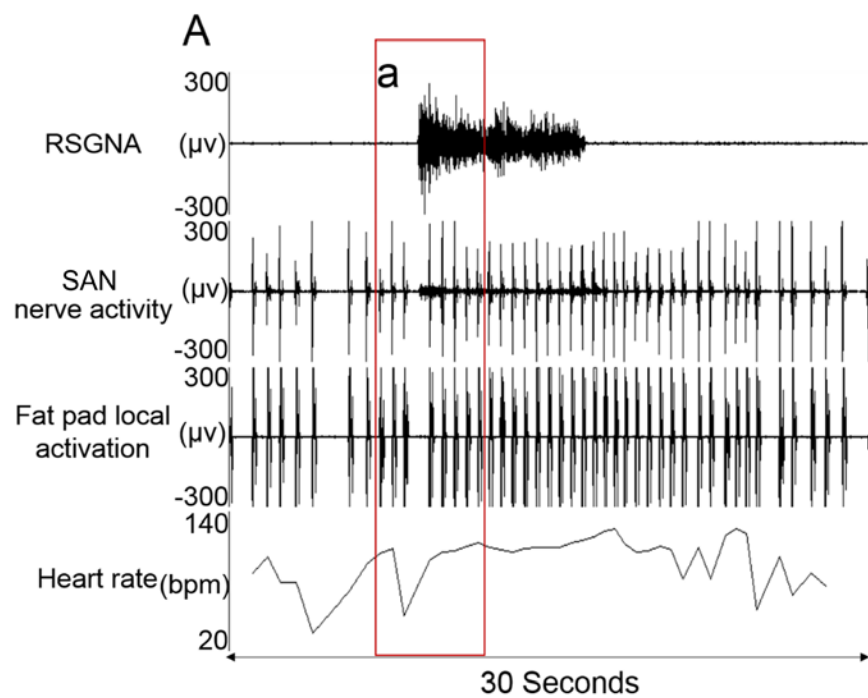 A
a
300
RSGNA (μv)
-300
300
SAN
nerve activity
(μv)
-300
300
Fat pad local
activation
(μv)
-300
140
Heart rate (bpm)
20
30 Seconds